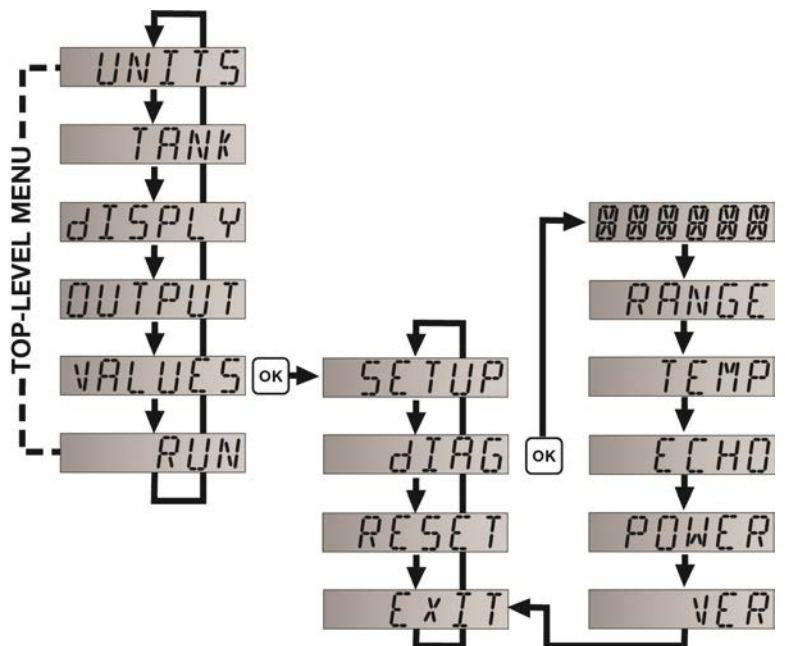 TOP-LEVEL MENU
UNITS
TANK
dISPLY
OUTPUT
VALUES
RUN
OK
SETUP
dIAG
RESET
ExIT
OK
888888
RANGE
TEMP
ECHO
POWER
VER